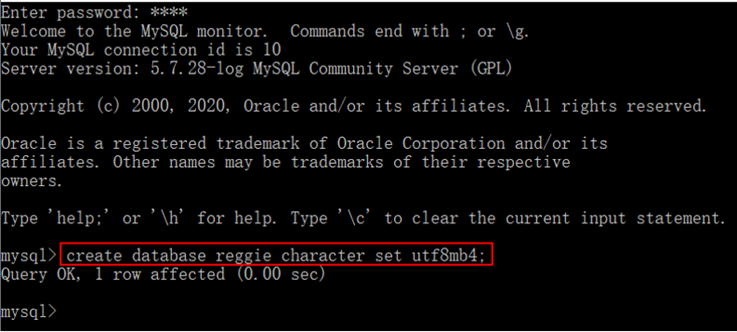 Enter password: ****
Welcome to the MySQL monitor.  Commands end with ; or \g.
Your MySQL connection id is 10
Server version: 5.7.28-log MySQL Community Server (GPL)
Copyright (c) 2000, 2020, Oracle and/or its affiliates. All rights reserved.
Oracle is a registered trademark of Oracle Corporation and/or its
affiliates. Other names may be trademarks of their respective
owners.
Type 'help;' or '\h' for help. Type '\c' to clear the current input statement.
mysql> create database reggie character set utf8mb4;
Query OK, 1 row affected (0.00 sec)
mysql>